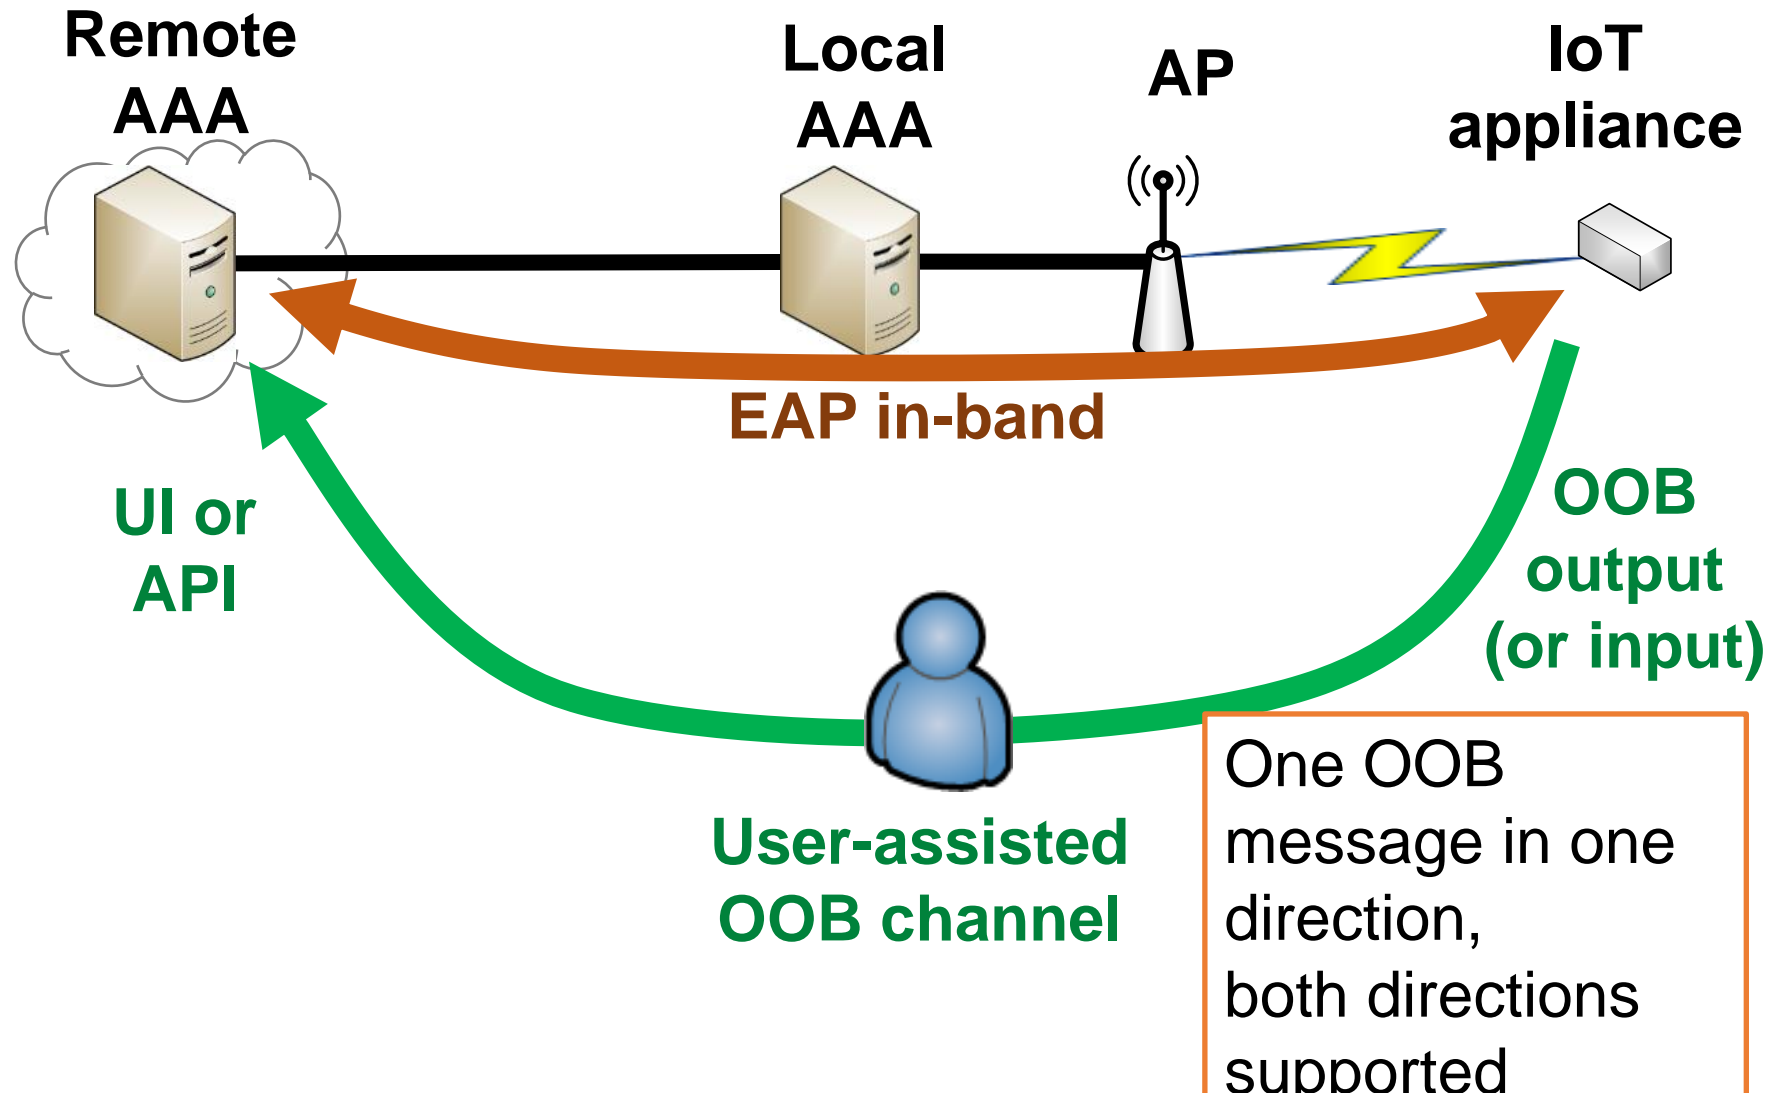 Remote
AAA
Local
AAA
AP
IoT
appliance
EAP in-band
UI or
API
OOB
output
(or input)
User-assisted
OOB channel
One OOB
message in one
direction,
both directions
supported